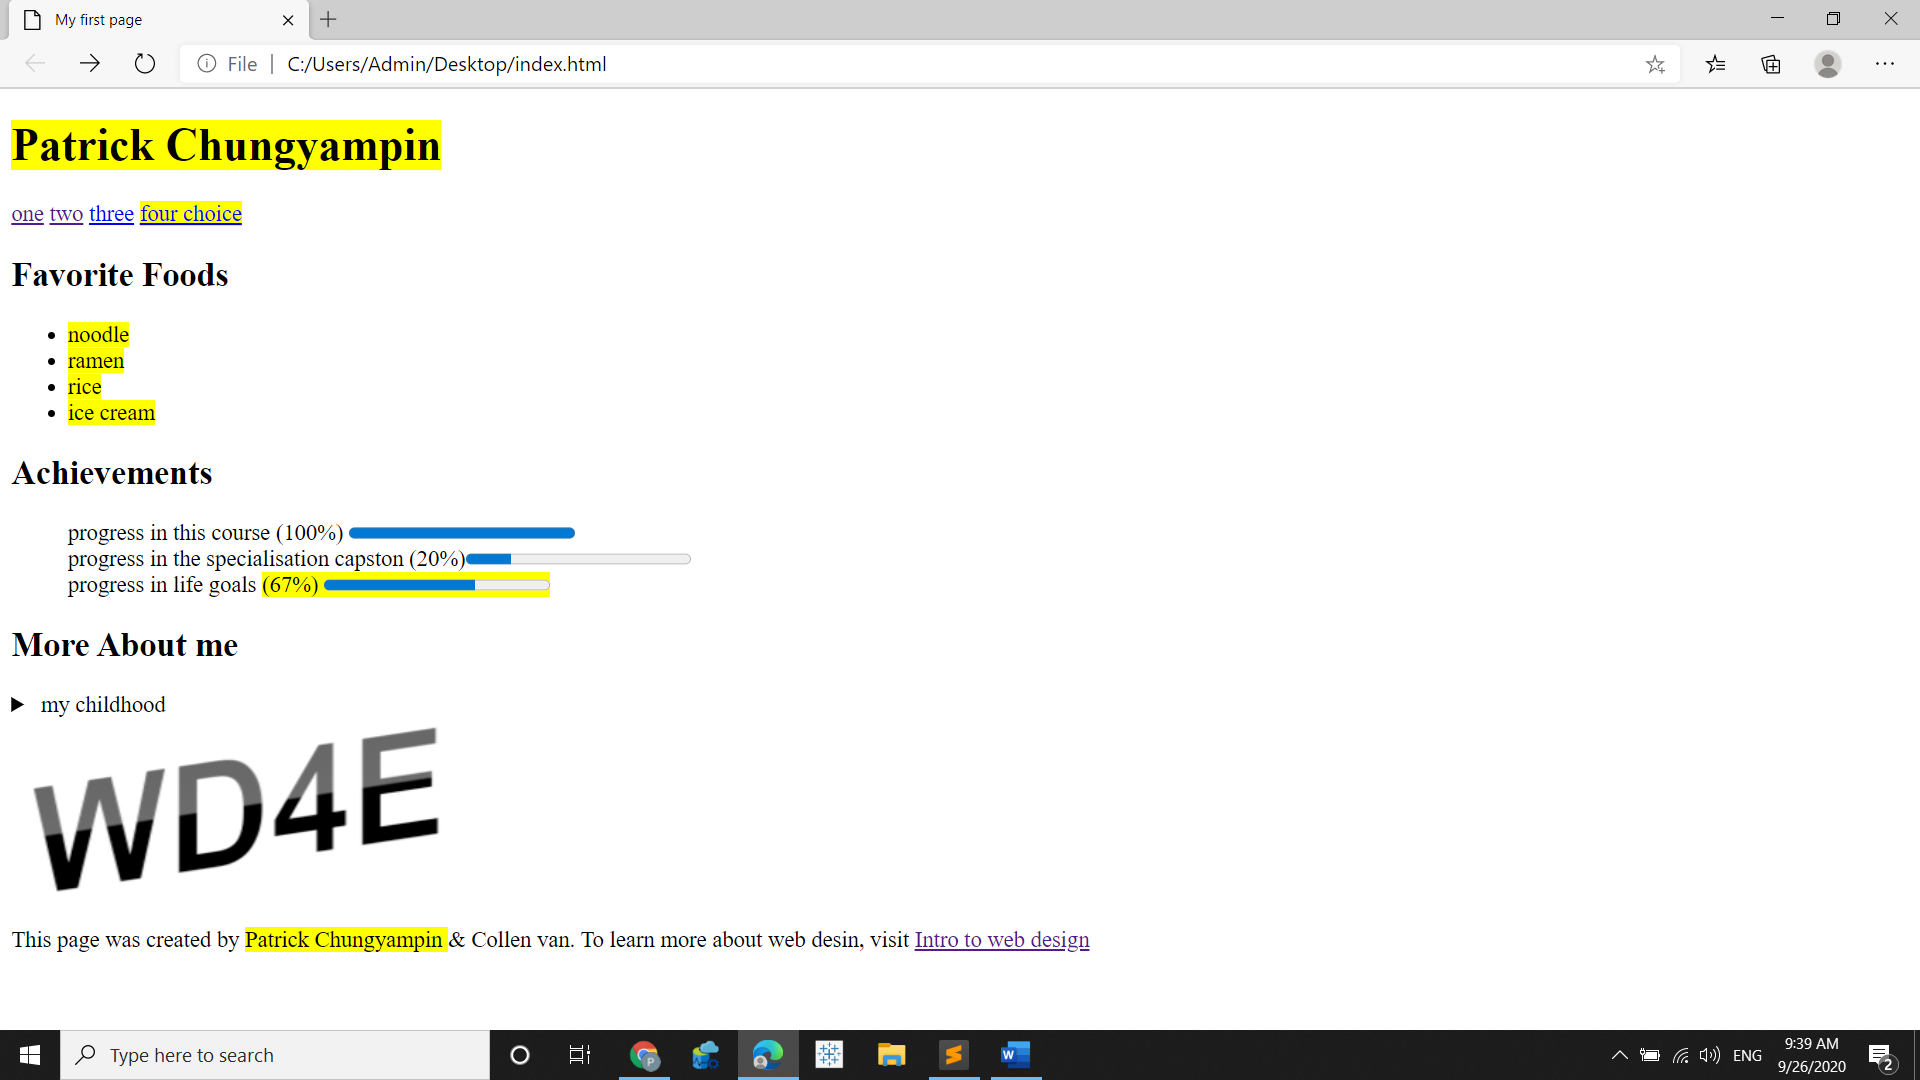 My first page
File | C:/Users/Admin/Desktop/index.html
Patrick Chungyampin
one two three four choice
Favorite Foods
noodle
ramen
rice
ice cream
Achievements
progress in this course (100%)
progress in the specialisation capston (20%)
progress in life goals (67%)
More About me
my childhood
WD4E
This page was created by Patrick Chungyampin & Collen van. To learn more about web desin, visit Intro to web design
Type here to search
P
W
ENG
9:39 AM
9/26/2020
2